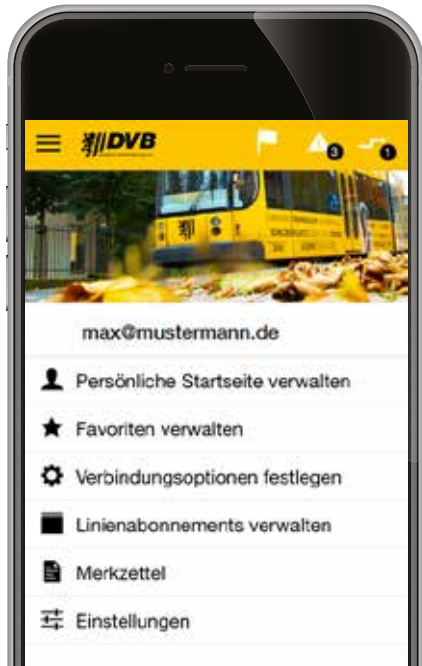 DVB
3
1
max@mustermann.de
Persönliche Startseite verwalten
Favoriten verwalten
Verbindungsoptionen festlegen
Linienabonnements verwalten
Merkzettel
Einstellungen